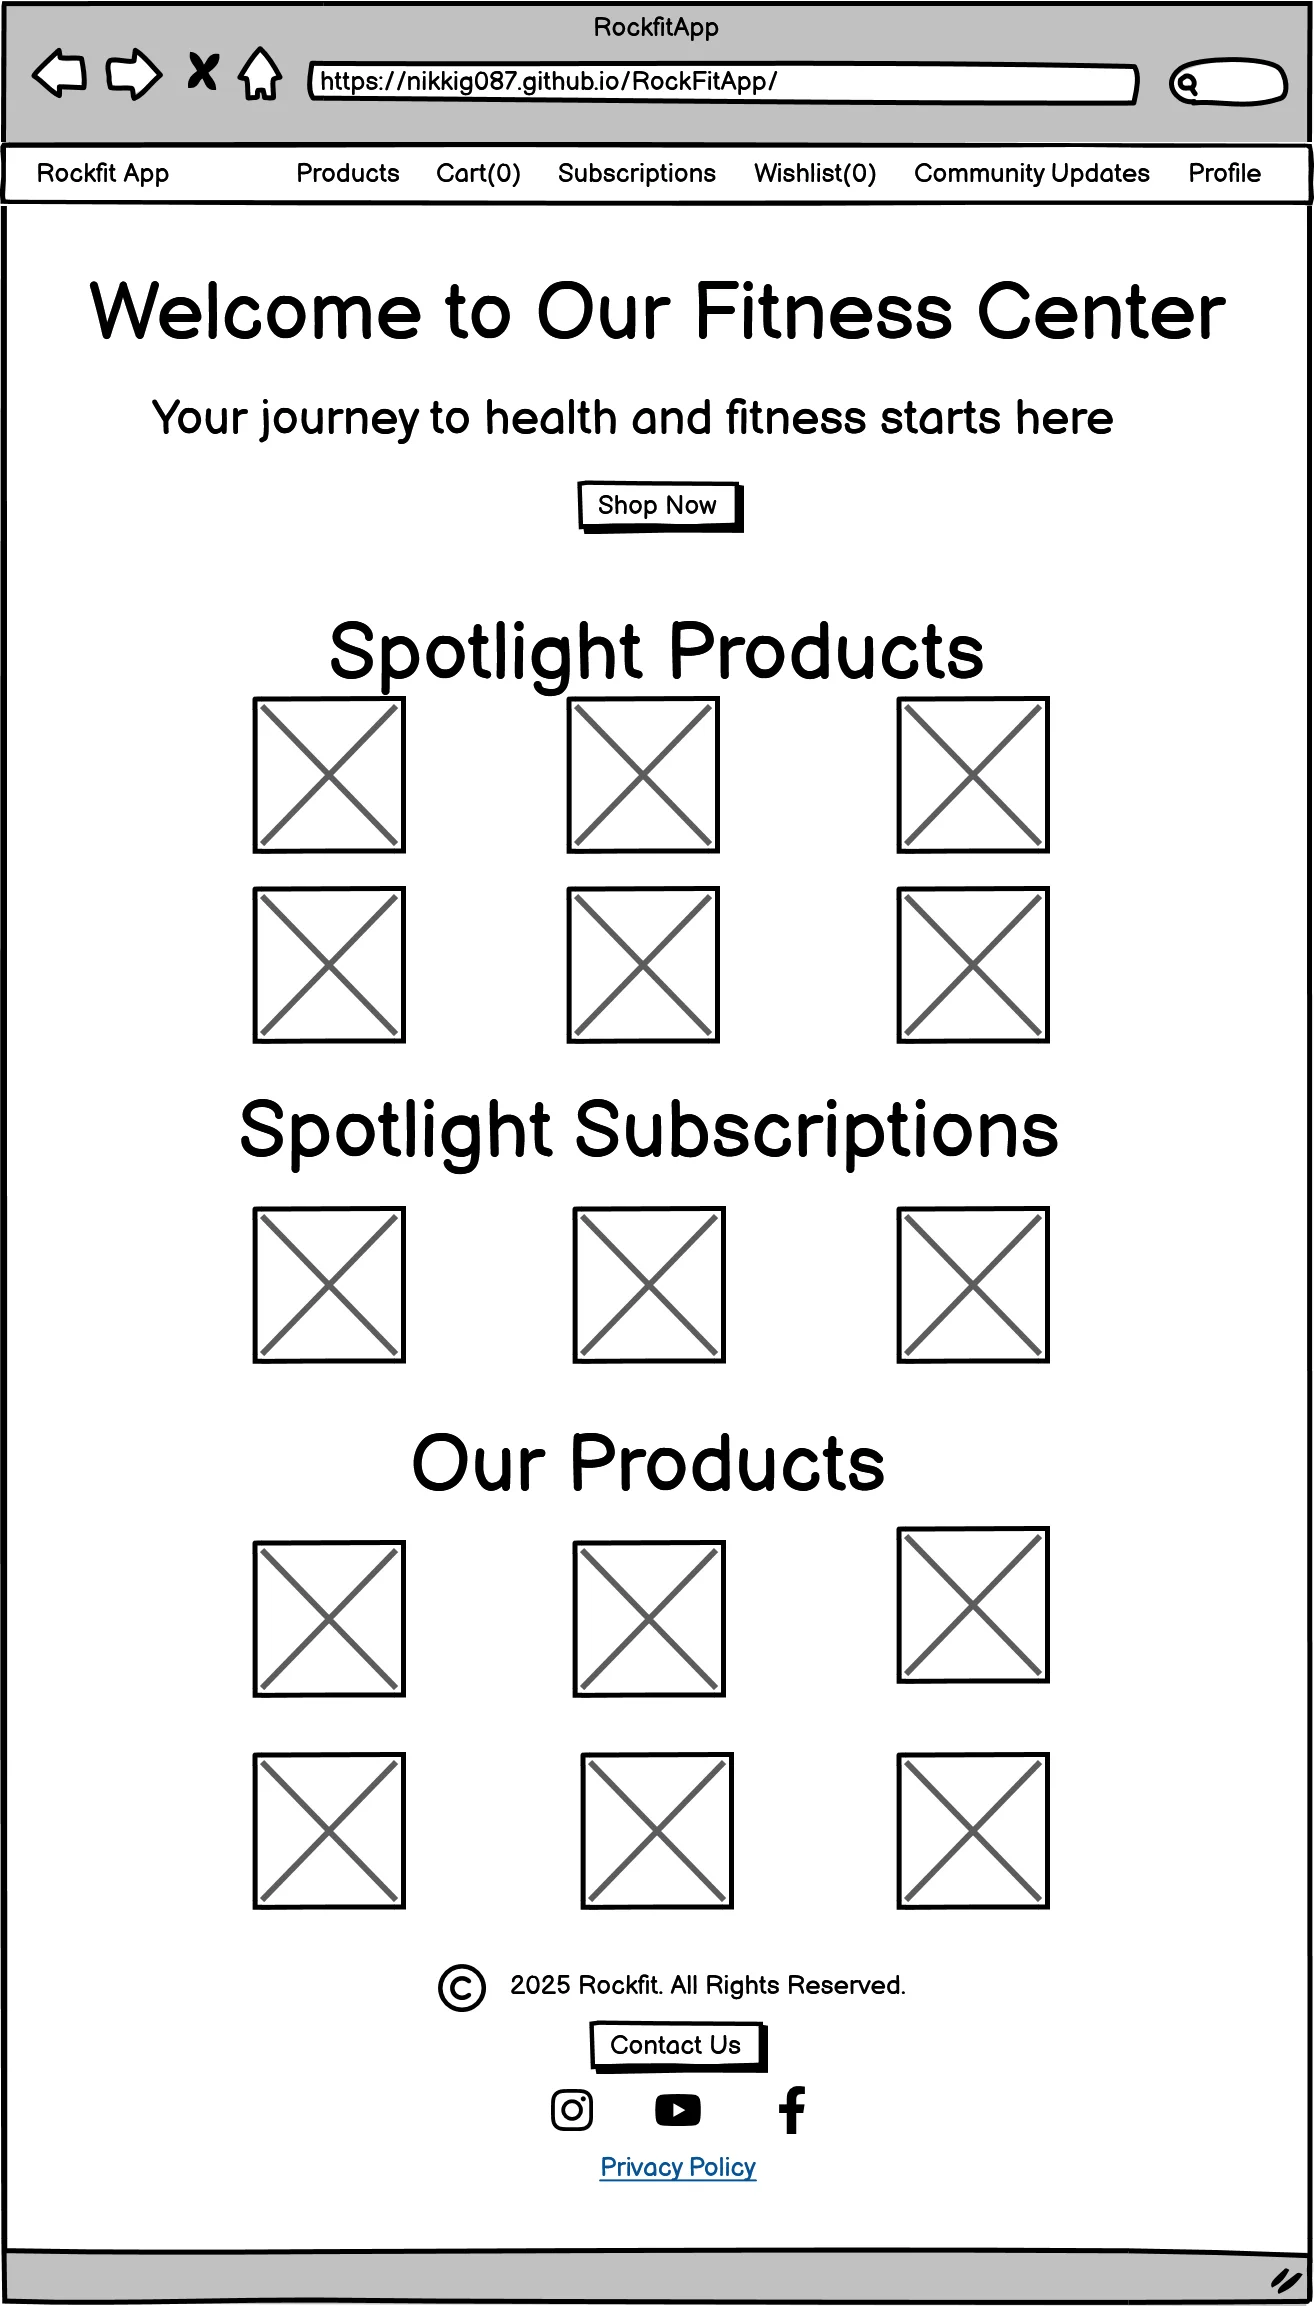 RockfitApp
https://nikkig087.github.io/RockFitApp/
Rockfit App Products Cart(0) Subscriptions Wishlist(0) Community Updates Profile
Welcome to Our Fitness Center
Your journey to health and fitness starts here
Shop Now
Spotlight Products
Spotlight Subscriptions
Our Products
© 2025 Rockfit. All Rights Reserved.
Contact Us
Privacy Policy